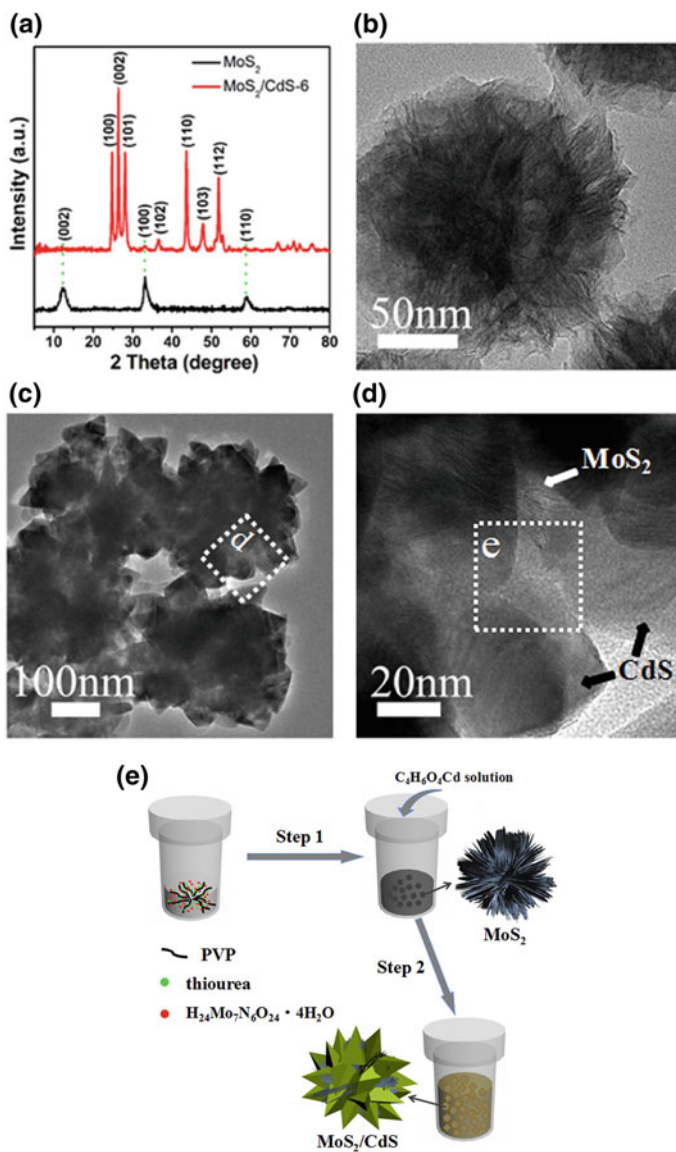 (a)
MoS₂
MoS₂/CdS-6
(002)
(100)
(101)
(110)
(112)
(103)
(102)
(002)
(100)
(110)
Intensity (a.u.)
10 20 30 40 50 60 70 80
2 Theta (degree)
(b)
50nm
(c)
d
100nm
(d)
MoS₂
e
CdS
20nm
(e)
C₄H₆O₄Cd solution
Step 1
MoS₂
PVP
thiourea
H₂₄Mo₇N₆O₂₄・4H₂O
Step 2
MoS₂/CdS